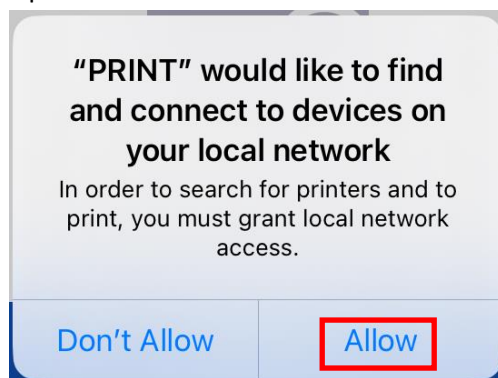 “PRINT” would like to find
and connect to devices on
your local network
In order to search for printers and to
print, you must grant local network
access.
Don’t Allow
Allow